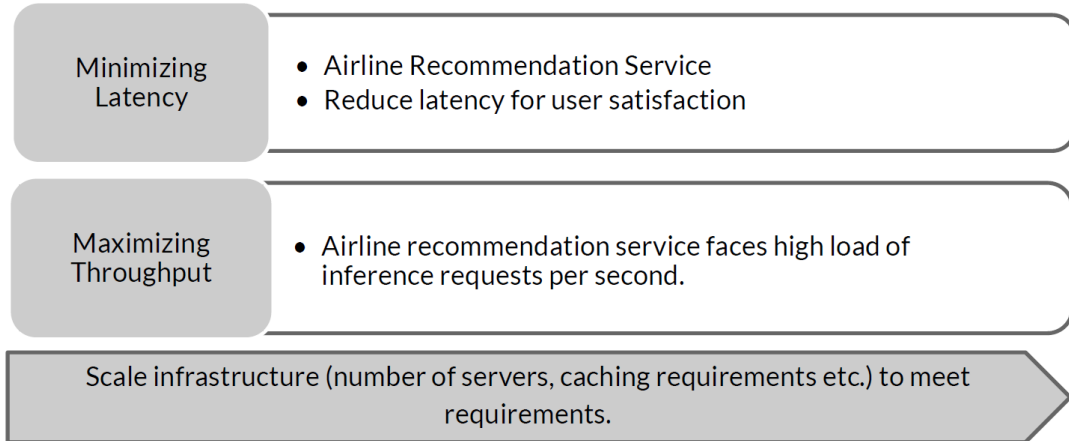 Minimizing
Latency
• Airline Recommendation Service
• Reduce latency for user satisfaction
Maximizing
Throughput
• Airline recommendation service faces high load of
inference requests per second.
Scale infrastructure (number of servers, caching requirements etc.) to meet
requirements.